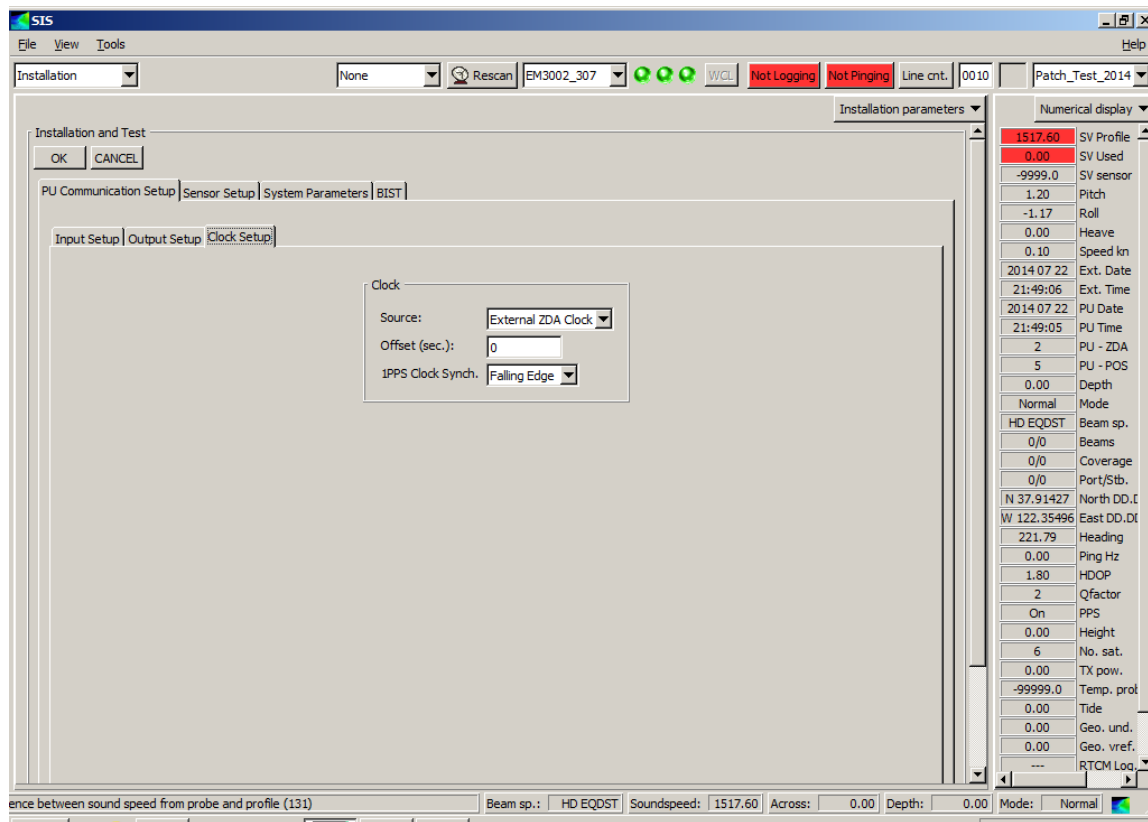 SIS
File View Tools Help
Installation None Rescan EM3002_307 WCL Not Logging Not Pinging Line cnt. 0010 Patch_Test_2014
Installation parameters Numerical display
Installation and Test
OK CANCEL
PU Communication Setup Sensor Setup System Parameters BIST
Input Setup Output Setup Clock Setup
Clock
Source: External ZDA Clock
Offset (sec.): 0
1PPS Clock Synch. Falling Edge
1517.60 SV Profile
0.00 SV Used
-9999.0 SV sensor
1.20 Pitch
-1.17 Roll
0.00 Heave
0.10 Speed kn
2014 07 22 Ext. Date
21:49:06 Ext. Time
2014 07 22 PU Date
21:49:05 PU Time
2 PU - ZDA
5 PU - POS
0.00 Depth
Normal Mode
HD EQDST Beam sp.
0/0 Beams
0/0 Coverage
0/0 Port/Stb.
N 37.91427 North DD.D
W 122.35496 East DD.DD
221.79 Heading
0.00 Ping Hz
1.80 HDOP
2 Qfactor
On PPS
0.00 Height
6 No. sat.
0.00 TX pow.
-99999.0 Temp. prob
0.00 Tide
0.00 Geo. und.
0.00 Geo. vref.
--- RTCM Log.
ence between sound speed from probe and profile (131) Beam sp.: HD EQDST Soundspeed: 1517.60 Across: 0.00 Depth: 0.00 Mode: Normal